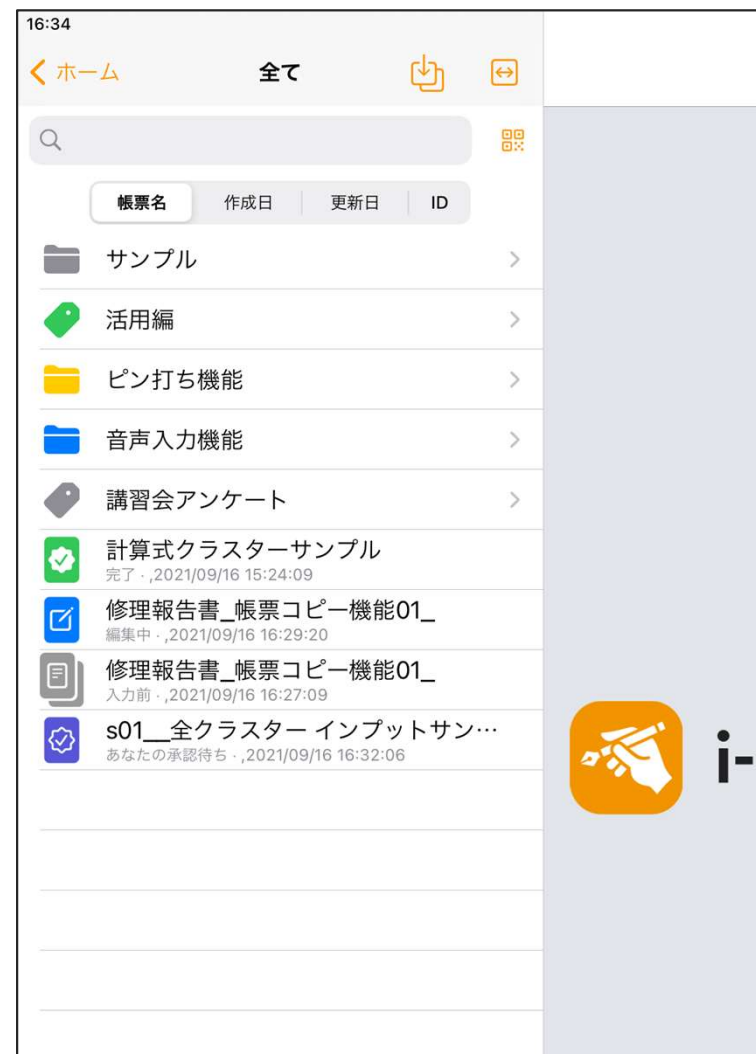 16:34
ホーム
全て
帳票名 作成日 更新日 ID
サンプル
活用編
ピン打ち機能
音声入力機能
講習会アンケート
計算式クラスターサンプル
完了 · ,2021/09/16 15:24:09
修理報告書_帳票コピー機能01_
編集中 · ,2021/09/16 16:29:20
修理報告書_帳票コピー機能01_
入力前 · ,2021/09/16 16:27:09
s01__全クラスター インプットサン…
あなたの承認待ち · ,2021/09/16 16:32:06
i-